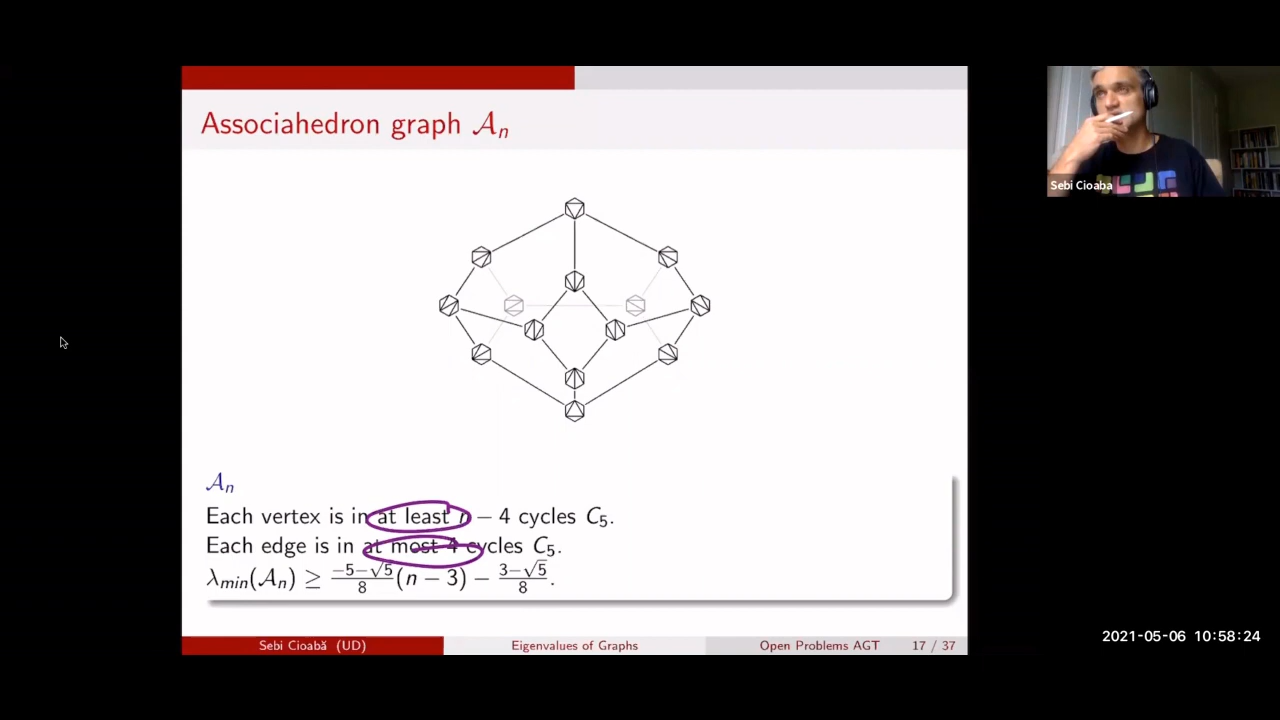 Associahedron graph 𝒜ₙ
Sebi Cioaba
𝒜ₙ
Each vertex is in at least n − 4 cycles C₅.
Each edge is in at most 4 cycles C₅.
λₘᵢₙ(𝒜ₙ) ≥ (−5−√5)/8 (n − 3) − (3−√5)/8.
Sebi Cioabă (UD) Eigenvalues of Graphs Open Problems AGT 17 / 37
2021-05-06 10:58:24